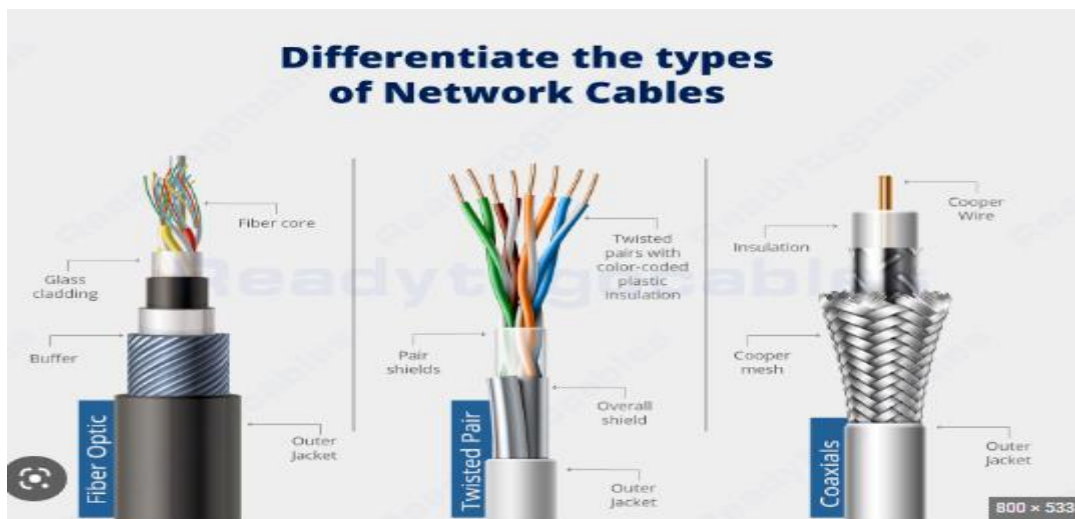 Differentiate the types
of Network Cables
Fiber core
Glass
cladding
Buffer
Outer
Jacket
Fiber Optic
Twisted
pairs with
color-coded
plastic
insulation
Pair
shields
Overall
shield
Outer
Jacket
Twisted Pair
Cooper
Wire
Insulation
Cooper
mesh
Outer
Jacket
Coaxials
Readytogocables
800 × 533